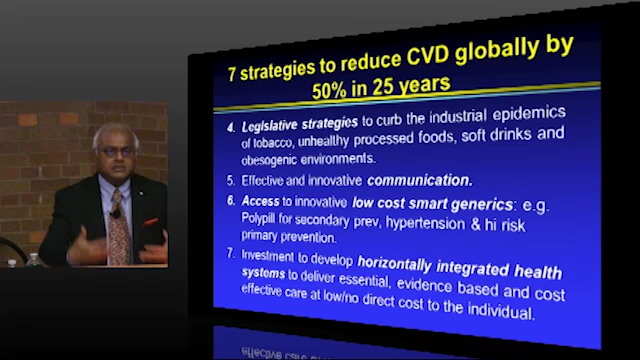 7 strategies to reduce CVD globally by
50% in 25 years
4. Legislative strategies to curb the industrial epidemics
of tobacco, unhealthy processed foods, soft drinks and
obesogenic environments.
5. Effective and innovative communication.
6. Access to innovative low cost smart generics: e.g.
Polypill for secondary prev, hypertension & hi risk
primary prevention.
7. Investment to develop horizontally integrated health
systems to deliver essential, evidence based and cost
effective care at low/no direct cost to the individual.